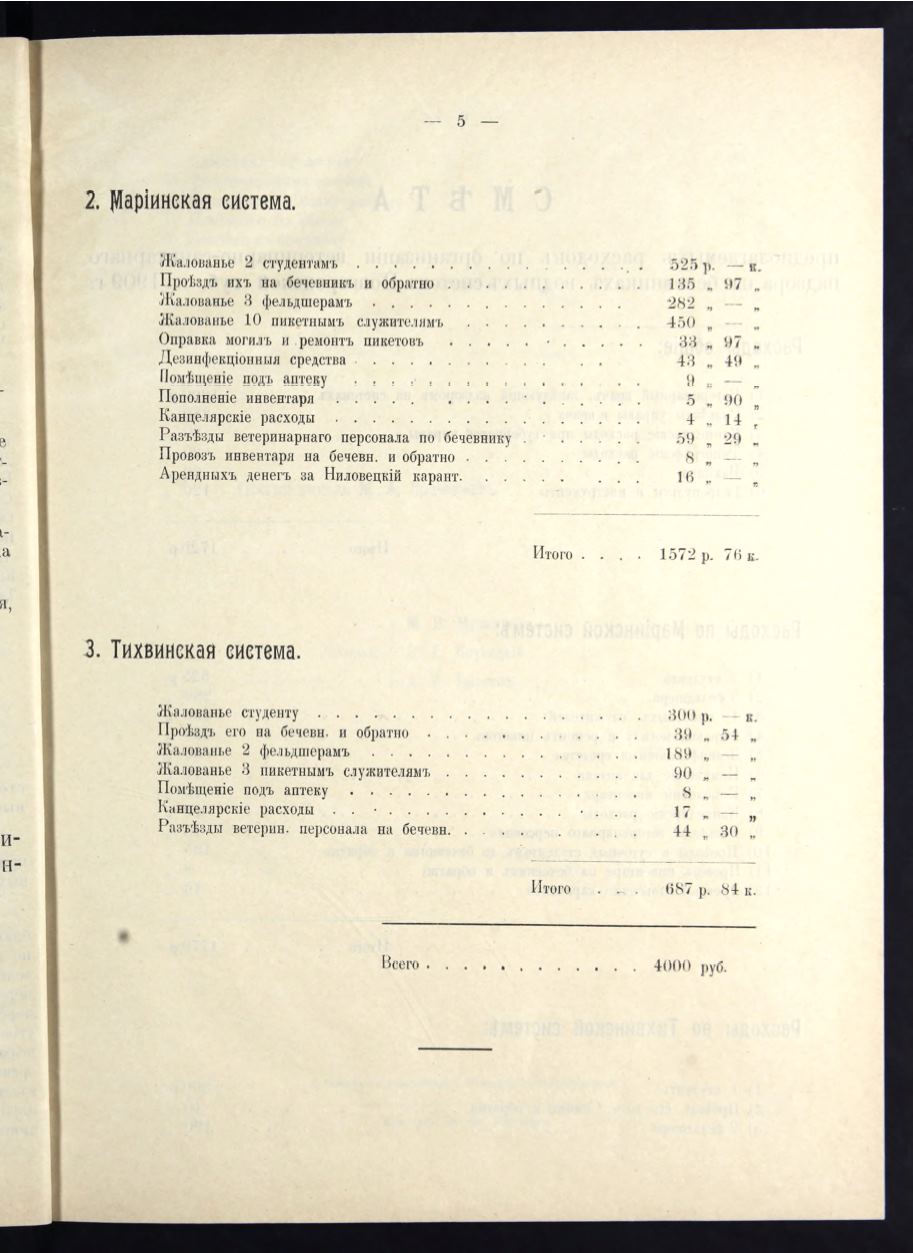 — 5 —
2. Маріинская система.
Жалованье 2 студентамъ . . . . . . . . . . . . . . . . 525 р. — к.
Проѣздъ ихъ на бечевникъ и обратно . . . . . . . . . . 135 „ 97 „
Жалованье 3 фельдшерамъ . . . . . . . . . . . . . . 282 „ — „
Жалованье 10 пикетнымъ служителямъ . . . . . . . . . 450 „ — „
Оправка могилъ и ремонтъ пикетовъ . . . . . . . . . . 33 „ 97 „
Дезинфекціонныя средства . . . . . . . . . . . . . 43 „ 49 „
Помѣщеніе подъ аптеку . . . . . . . . . . . . . . . 9 „ — „
Пополненіе инвентаря . . . . . . . . . . . . . . . . 5 „ 90 „
Канцелярскіе расходы . . . . . . . . . . . . . . . . 4 „ 14 „
Разъѣзды ветеринарнаго персонала по бечевнику . . . . . . 59 „ 29 „
Провозъ инвентаря на бечевн. и обратно . . . . . . . . . 8 „ — „
Арендныхъ денегъ за Ниловецкій карант. . . . . . . . . 16 „ — „
Итого . . . . 1572 р. 76 к.
3. Тихвинская система.
Жалованье студенту . . . . . . . . . . . . . . . . . 300 р. — к.
Проѣздъ его на бечевн. и обратно . . . . . . . . . . . 39 „ 54 „
Жалованье 2 фельдшерамъ . . . . . . . . . . . . . . 189 „ — „
Жалованье 3 пикетнымъ служителямъ . . . . . . . . . . 90 „ — „
Помѣщеніе подъ аптеку . . . . . . . . . . . . . . . 8 „ — „
Канцелярскіе расходы . . . . . . . . . . . . . . . 17 „ — „
Разъѣзды ветерин. персонала на бечевн. . . . . . . . . . 44 „ 30 „
Итого . . . 687 р. 84 к.
Всего . . . . . . . . . . . . 4000 руб.